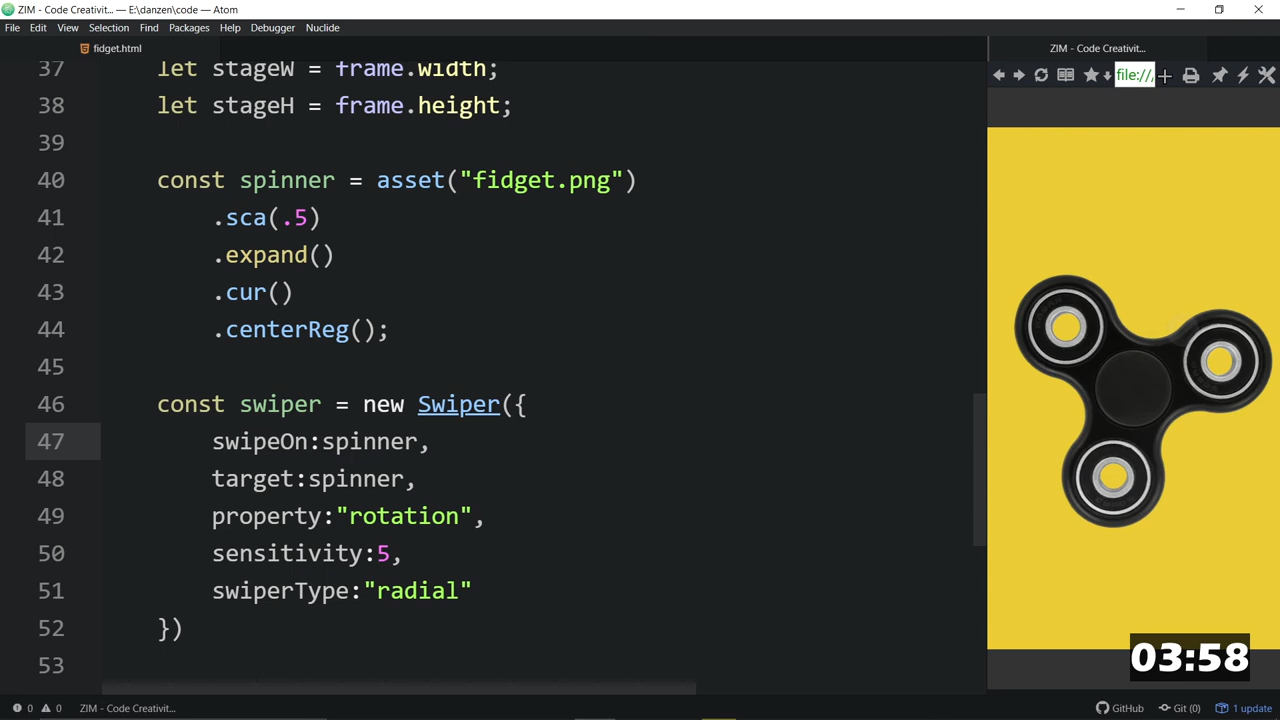 ZIM - Code Creativit... — E:\danzen\code — Atom
File Edit View Selection Find Packages Help Debugger Nuclide
fidget.html
ZIM - Code Creativit...
file://
37 let stageW = frame.width;
38 let stageH = frame.height;
39
40 const spinner = asset("fidget.png")
41 .sca(.5)
42 .expand()
43 .cur()
44 .centerReg();
45
46 const swiper = new Swiper({
47 swipeOn:spinner,
48 target:spinner,
49 property:"rotation",
50 sensitivity:5,
51 swiperType:"radial"
52 })
53
03:58
0 0 ZIM - Code Creativit...
GitHub Git (0) 1 update